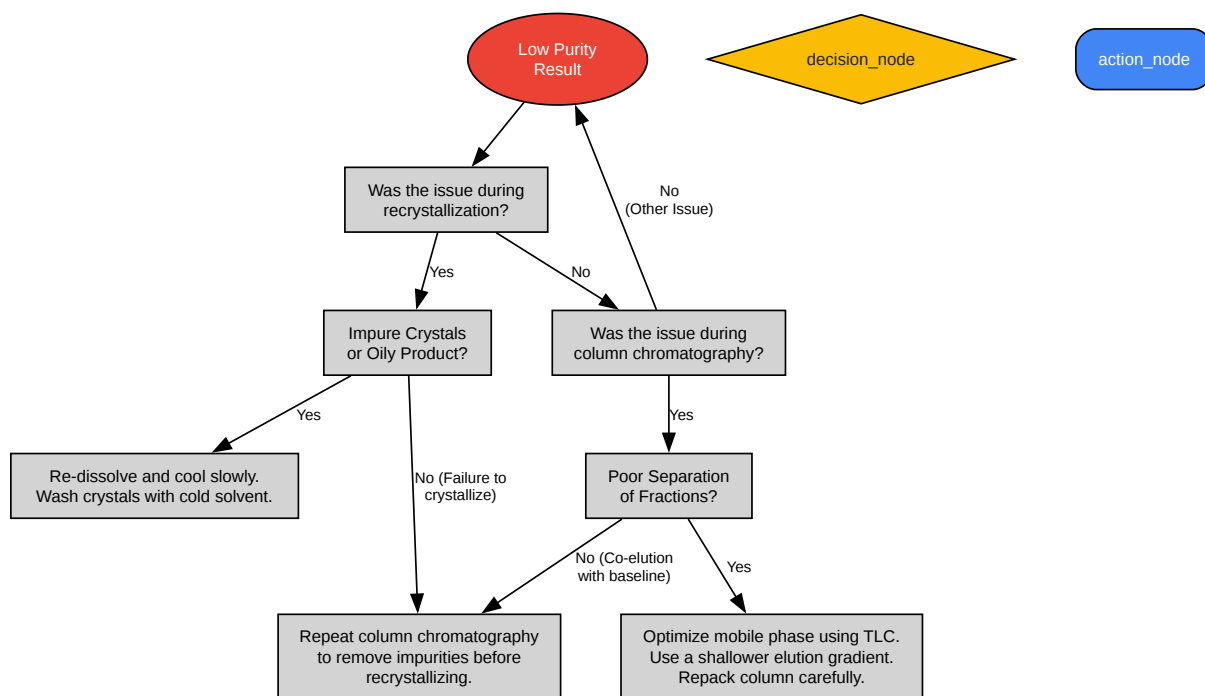 Low Purity
Result
decision_node
action_node
Was the issue during
recrystallization?
No
(Other Issue)
Yes
No
Impure Crystals
or Oily Product?
Was the issue during
column chromatography?
Yes
Yes
Re-dissolve and cool slowly.
Wash crystals with cold solvent.
No (Failure to
crystallize)
Poor Separation
of Fractions?
No (Co-elution
with baseline)
Yes
Repeat column chromatography
to remove impurities before
recrystallizing.
Optimize mobile phase using TLC.
Use a shallower elution gradient.
Repack column carefully.